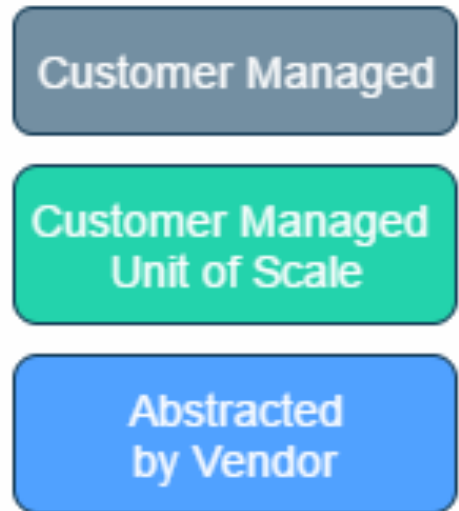 Customer Managed
Customer Managed
Unit of Scale
Abstracted
by Vendor